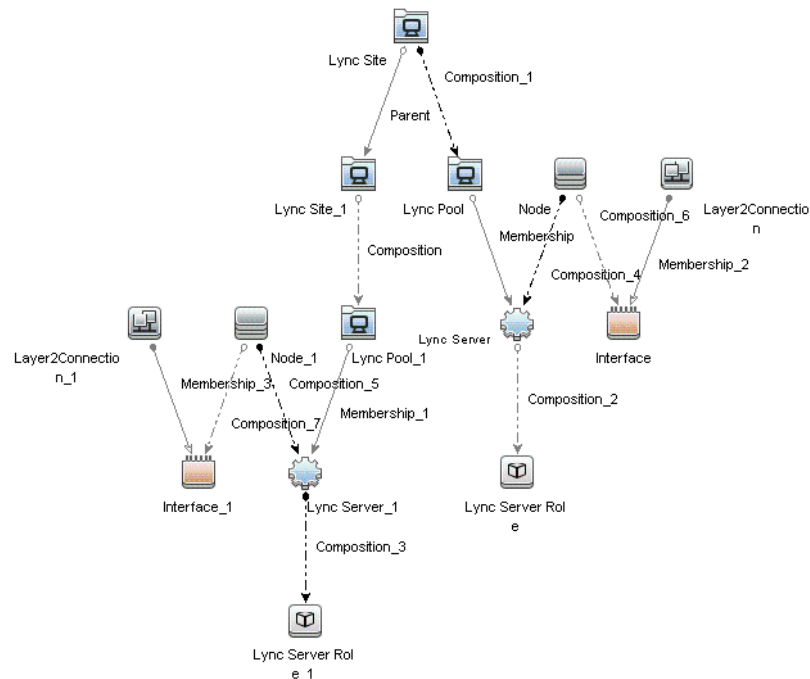 Lync Site
Composition_1
Parent
Lync Site_1
Lync Pool
Node
Composition_6
Layer2Connectio
n
Membership
Composition
Composition_4
Membership_2
Layer2Connectio
n_1
Node_1
Lync Pool_1
Lync Server
Interface
Membership_3
Composition_5
Composition_2
Membership_1
Composition_7
Interface_1
Lync Server_1
Lync Server Rol
e
Composition_3
Lync Server Rol
e_1